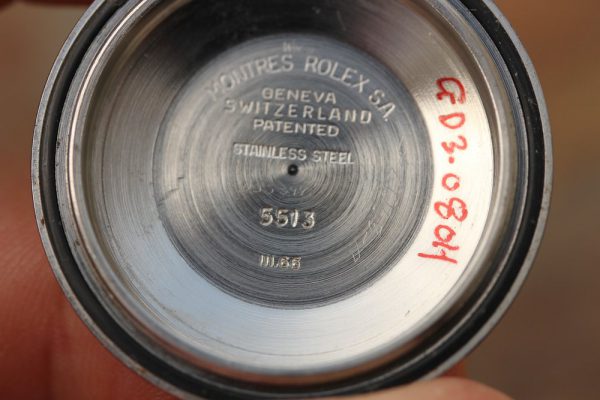 MONTRES ROLEX S.A.
GENEVA
SWITZERLAND
PATENTED
STAINLESS STEEL
5513
III.66